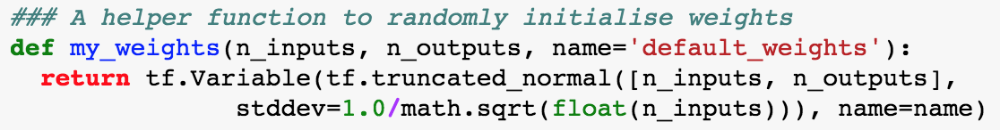 ### A helper function to randomly initialise weights
def my_weights(n_inputs, n_outputs, name='default_weights'):
  return tf.Variable(tf.truncated_normal([n_inputs, n_outputs],
               stddev=1.0/math.sqrt(float(n_inputs))), name=name)